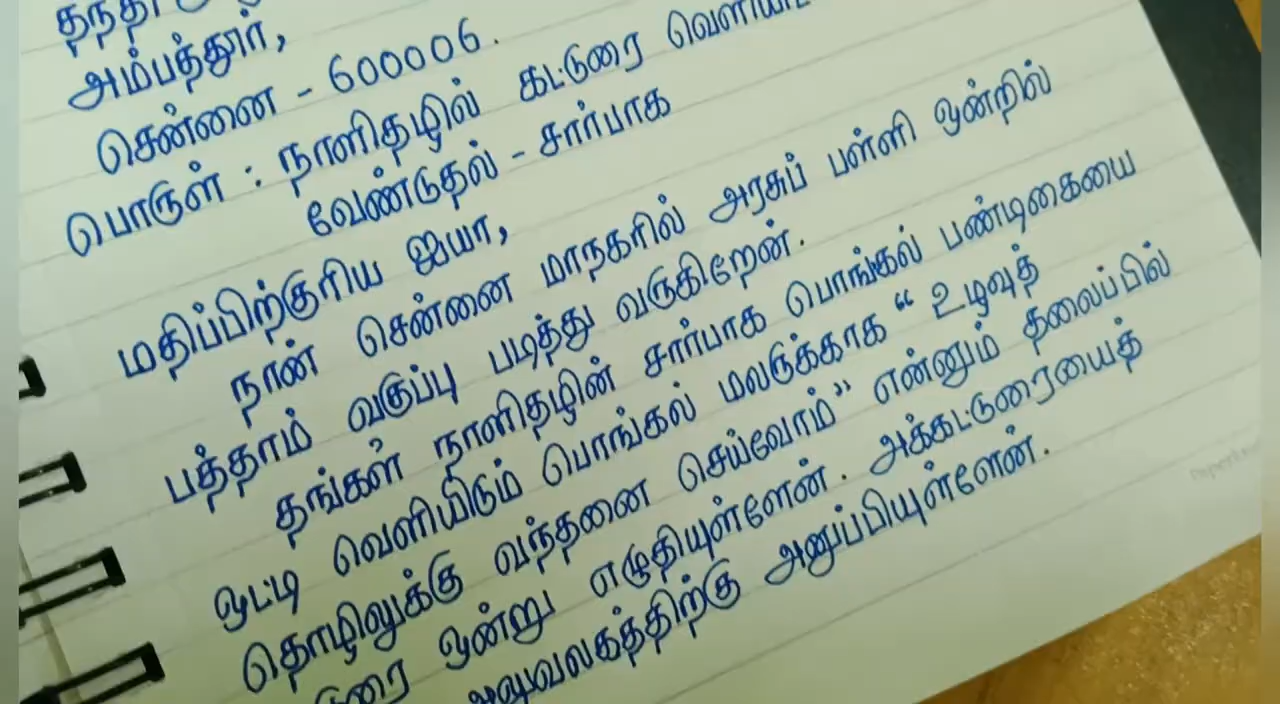 அம்பத்தூர்,
சென்னை - 600006.
பொருள் : நாளிதழில் கட்டுரை
வேண்டுதல் - சார்பாக
மதிப்பிற்குரிய ஐயா,
நான் சென்னை மாநகரில் அரசுப் பள்ளி ஒன்றில்
பத்தாம் வகுப்பு படித்து வருகிறேன்.
தங்கள் நாளிதழின் சார்பாக பொங்கல் பண்டிகையை
ஒட்டி வெளியிடும் பொங்கல் மலருக்காக “ உழவுத்
தொழிலுக்கு வந்தனை செய்வோம்” என்னும் தலைப்பில்
ஒன்று எழுதியுள்ளேன். அக்கட்டுரையைத்
அனுப்பியுள்ளேன்.